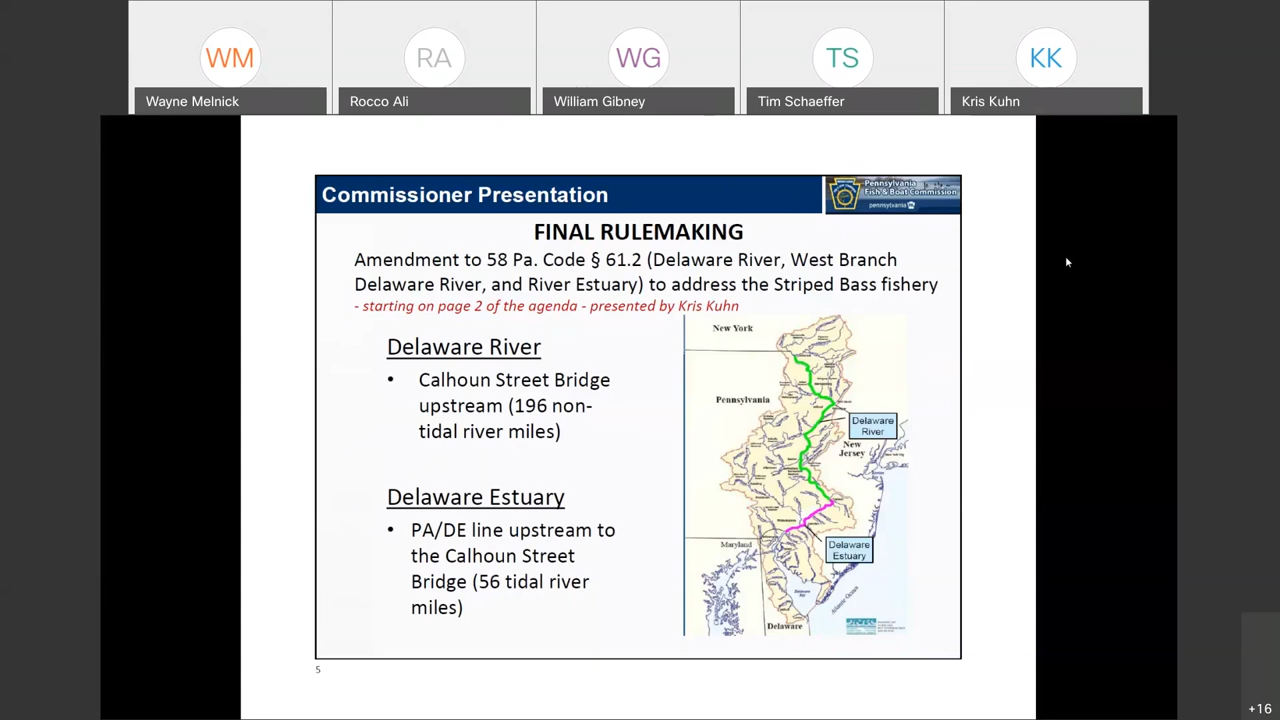 WM
RA
WG
TS
KK
Wayne Melnick
Rocco Ali
William Gibney
Tim Schaeffer
Kris Kuhn
Commissioner Presentation
Pennsylvania
Fish & Boat Commission
pennsylvania
FINAL RULEMAKING
Amendment to 58 Pa. Code § 61.2 (Delaware River, West Branch
Delaware River, and River Estuary) to address the Striped Bass fishery
- starting on page 2 of the agenda - presented by Kris Kuhn
Delaware River
• Calhoun Street Bridge
upstream (196 non-
tidal river miles)
Delaware Estuary
• PA/DE line upstream to
the Calhoun Street
Bridge (56 tidal river
miles)
New York
Pennsylvania
Delaware
River
New
Jersey
Delaware
Estuary
Maryland
Delaware
Atlantic Ocean
5
+16